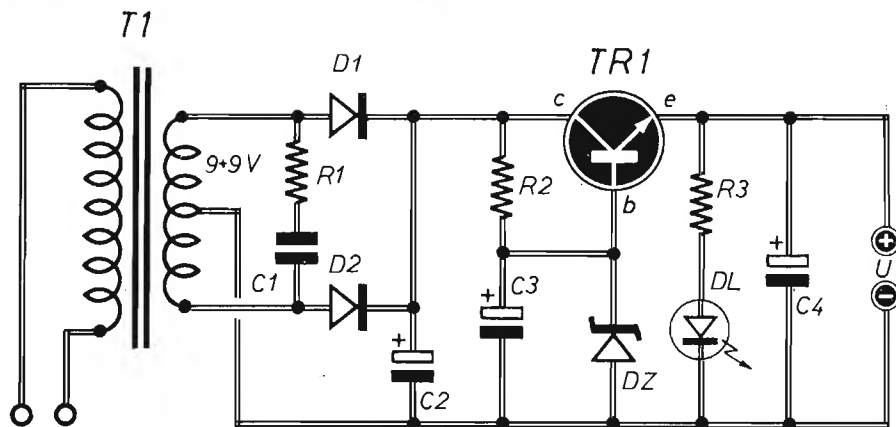 T1
D1
TR1
c
e
9+9V
R1
R2
R3
b
+
U
-
C1
D2
+
C3
DL
+
C4
+
C2
DZ